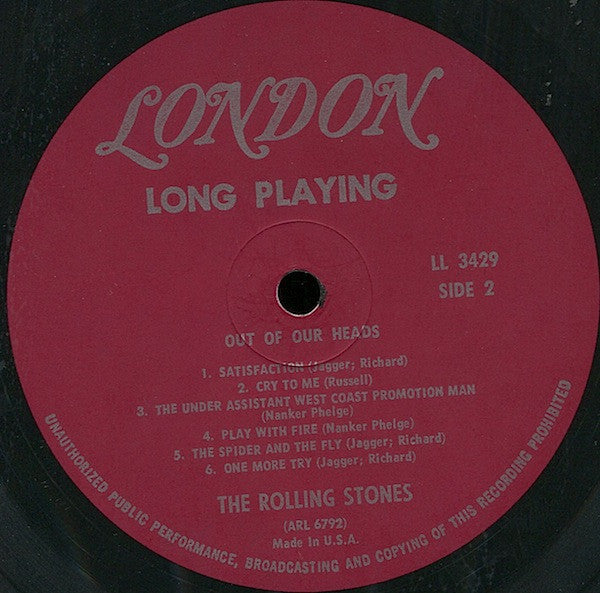 LONDON
LONG PLAYING
LL 3429
SIDE 2
OUT OF OUR HEADS
1. SATISFACTION (Jagger; Richard)
2. CRY TO ME (Russell)
3. THE UNDER ASSISTANT WEST COAST PROMOTION MAN
(Nanker Phelge)
4. PLAY WITH FIRE (Nanker Phelge)
5. THE SPIDER AND THE FLY (Jagger; Richard)
6. ONE MORE TRY (Jagger; Richard)
THE ROLLING STONES
(ARL 6792)
Made In U.S.A.
UNAUTHORIZED PUBLIC PERFORMANCE, BROADCASTING AND COPYING OF THIS RECORDING PROHIBITED